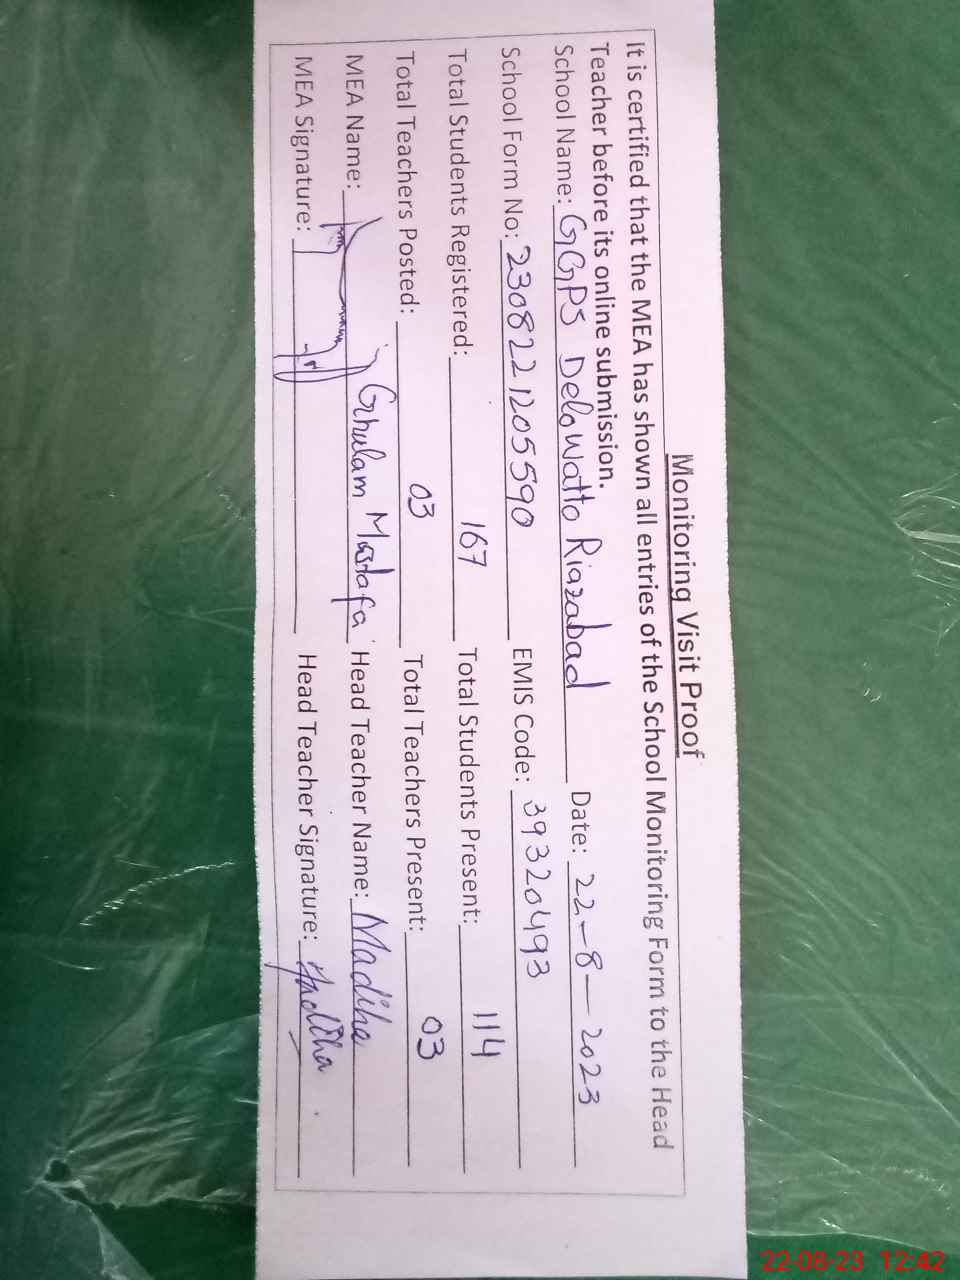 Monitoring Visit Proof
It is certified that the MEA has shown all entries of the School Monitoring Form to the Head
Teacher before its online submission.
School Name: GGPS Delo Watto Riazabad Date: 22-8-2023
School Form No: 2308221205590 EMIS Code: 39320493
Total Students Registered: 167 Total Students Present: 114
Total Teachers Posted: 03 Total Teachers Present: 03
MEA Name: Ghulam Mustafa Head Teacher Name: Madiha
MEA Signature: Head Teacher Signature: Madiha
22-08-23 12:42